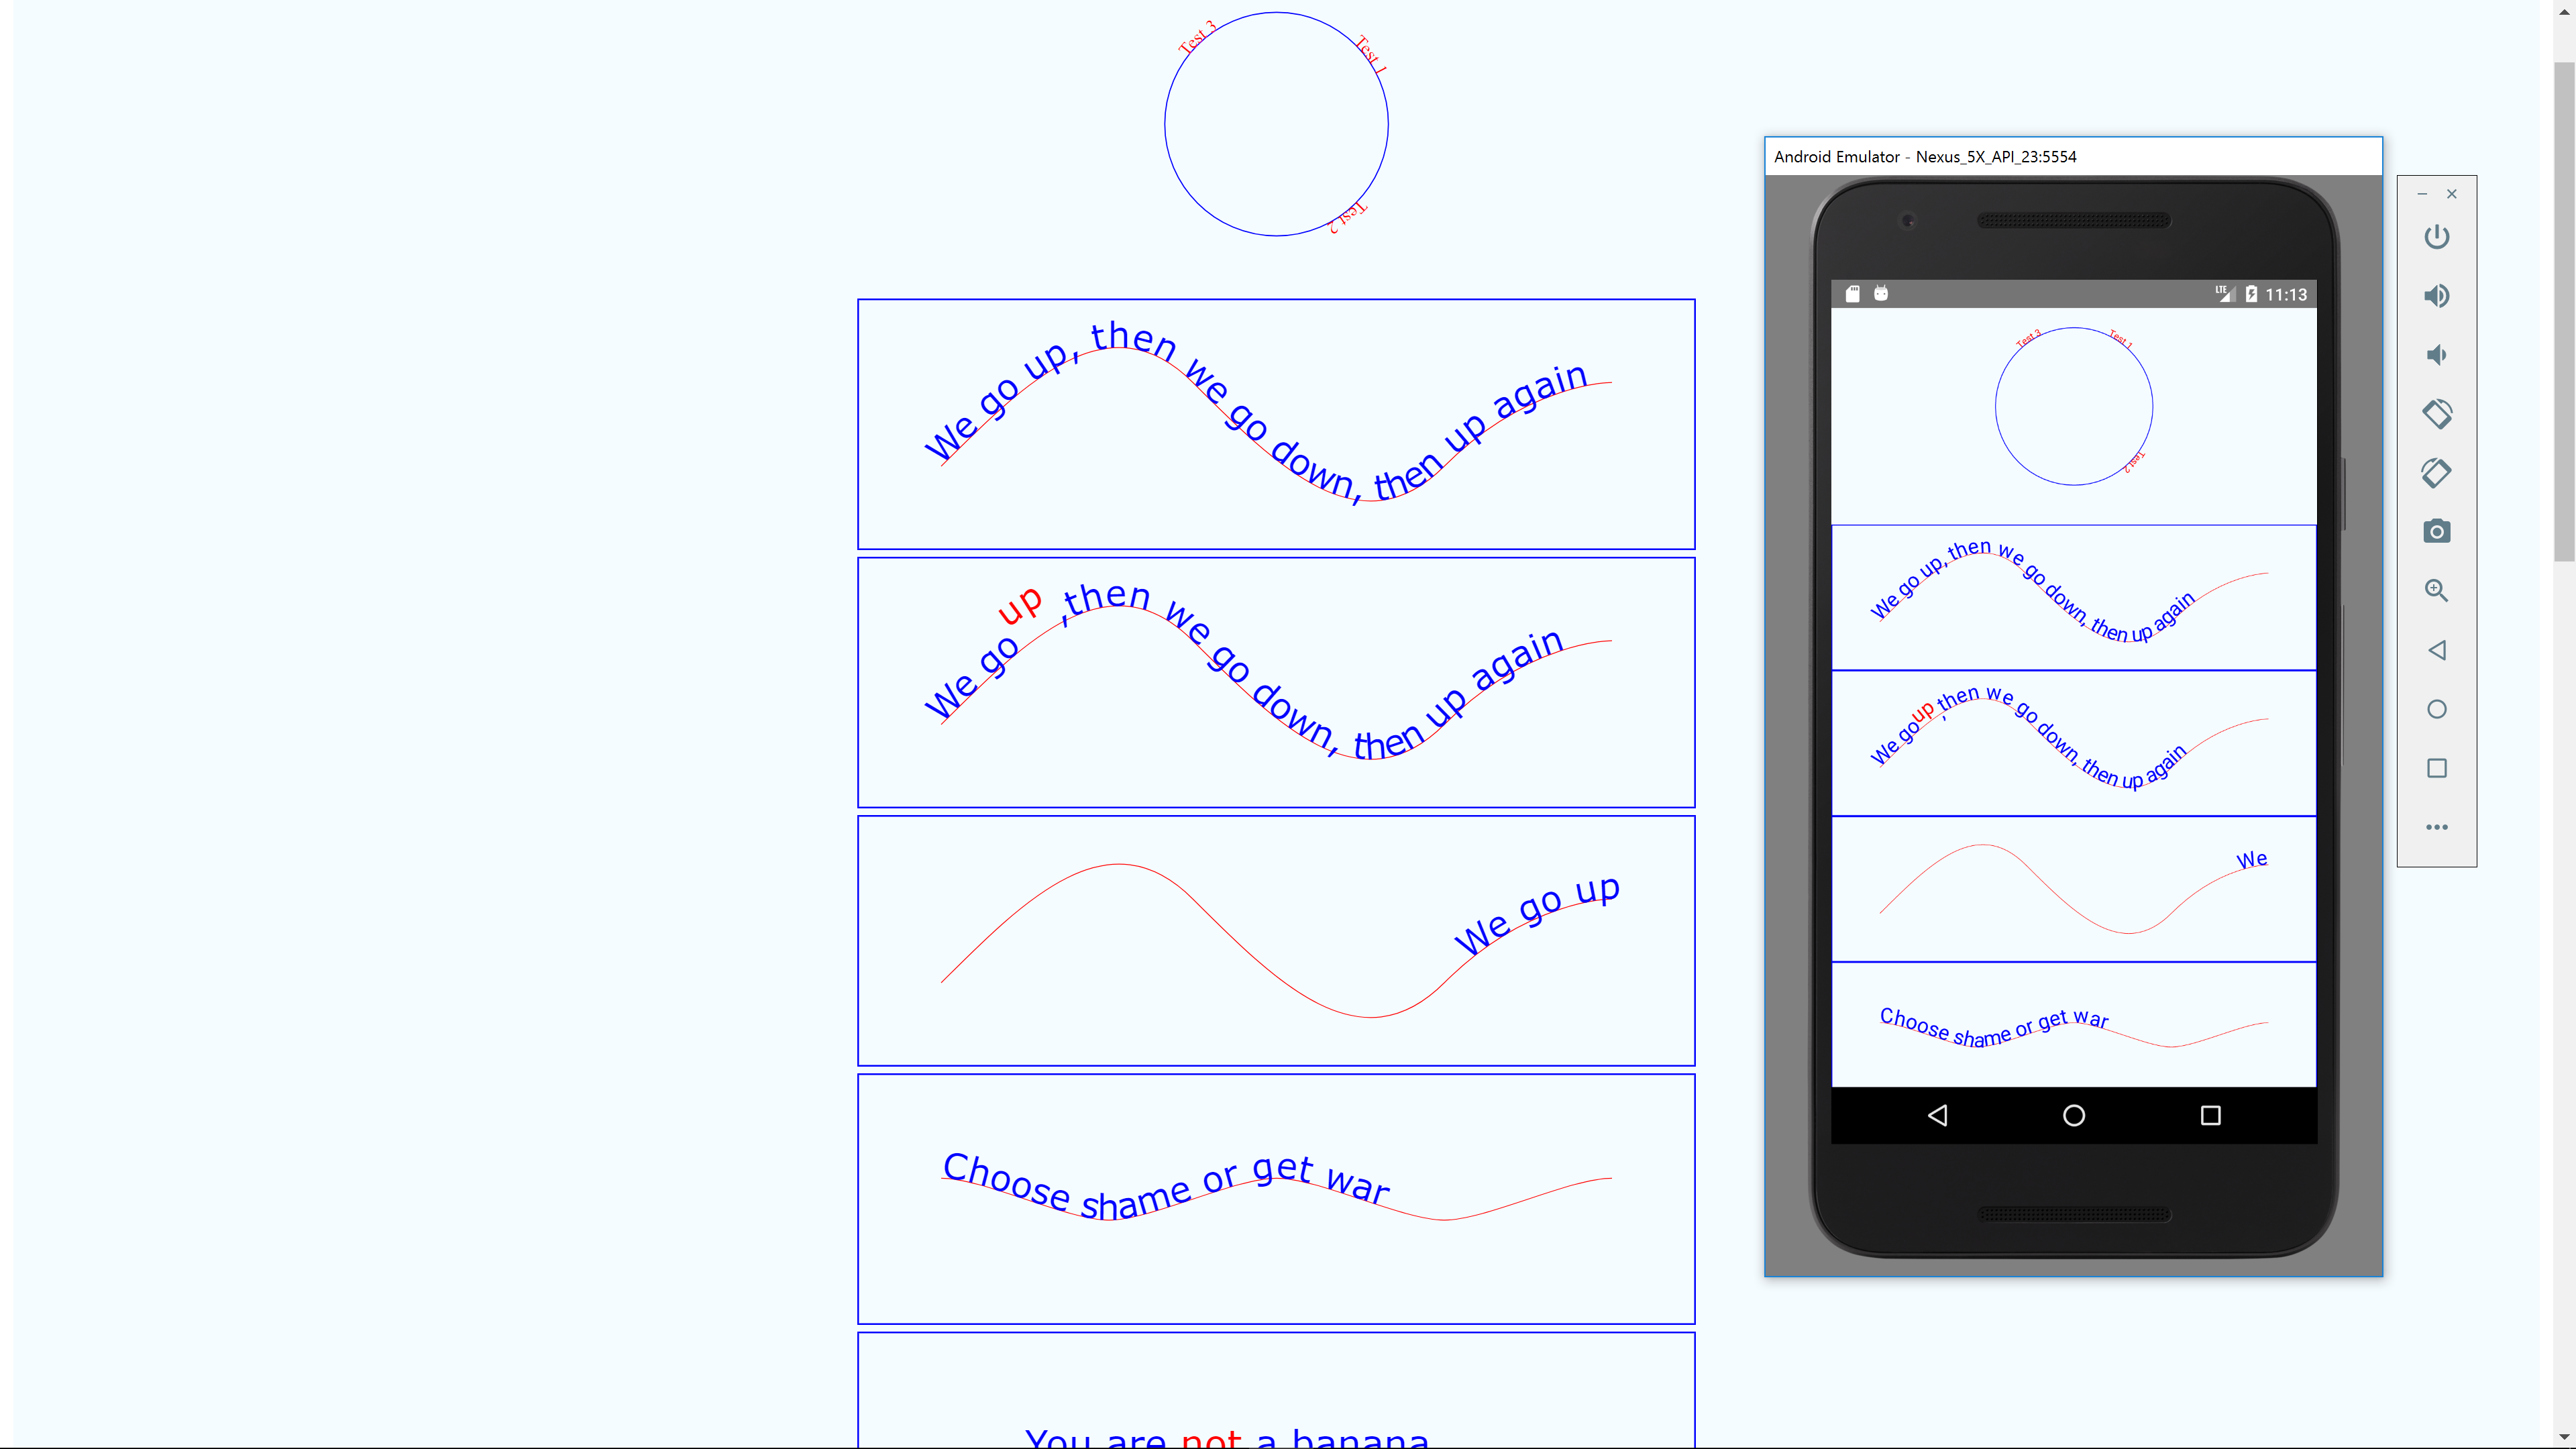 Test 3
Test 1
Test 2
We go up, then we go down, then up again
We go up ,then we go down, then up again
We go up
Choose shame or get war
You are not a banana
Android Emulator - Nexus_5X_API_23:5554
LTE 11:13
Test 3
Test 1
Test 2
We go up, then we go down, then up again
We go up ,then we go down, then up again
We
Choose shame or get war